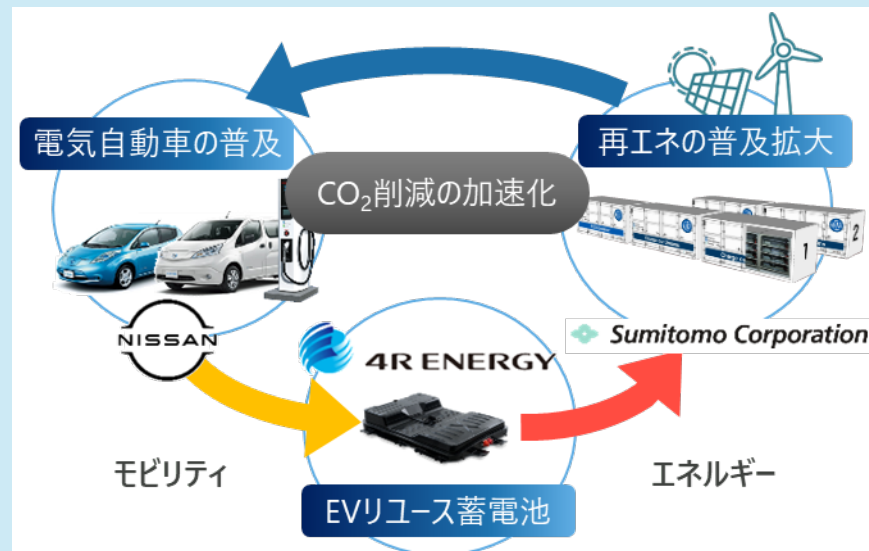 電気自動車の普及
再エネの普及拡大
CO₂削減の加速化
1
2
NISSAN
4R ENERGY
Sumitomo Corporation
モビリティ
エネルギー
EVリユース蓄電池